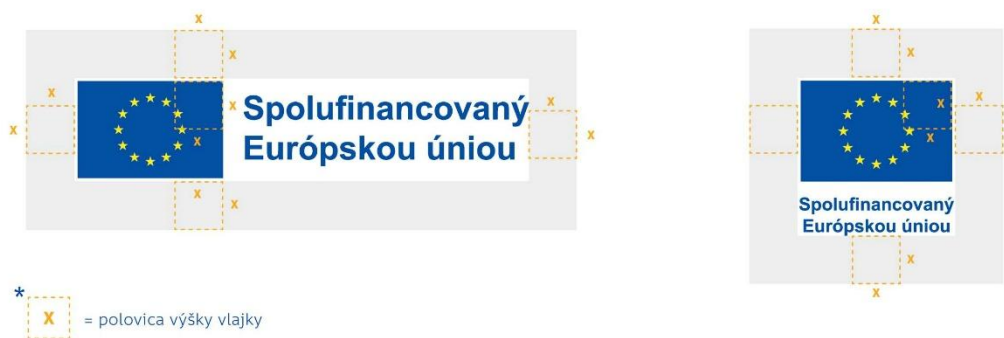 x x
x x
x x
x x x x x
Spolufinancovaný
Európskou úniou
x x
x x x
Spolufinancovaný
Európskou úniou
x x
x
x
*
x = polovica výšky vlajky